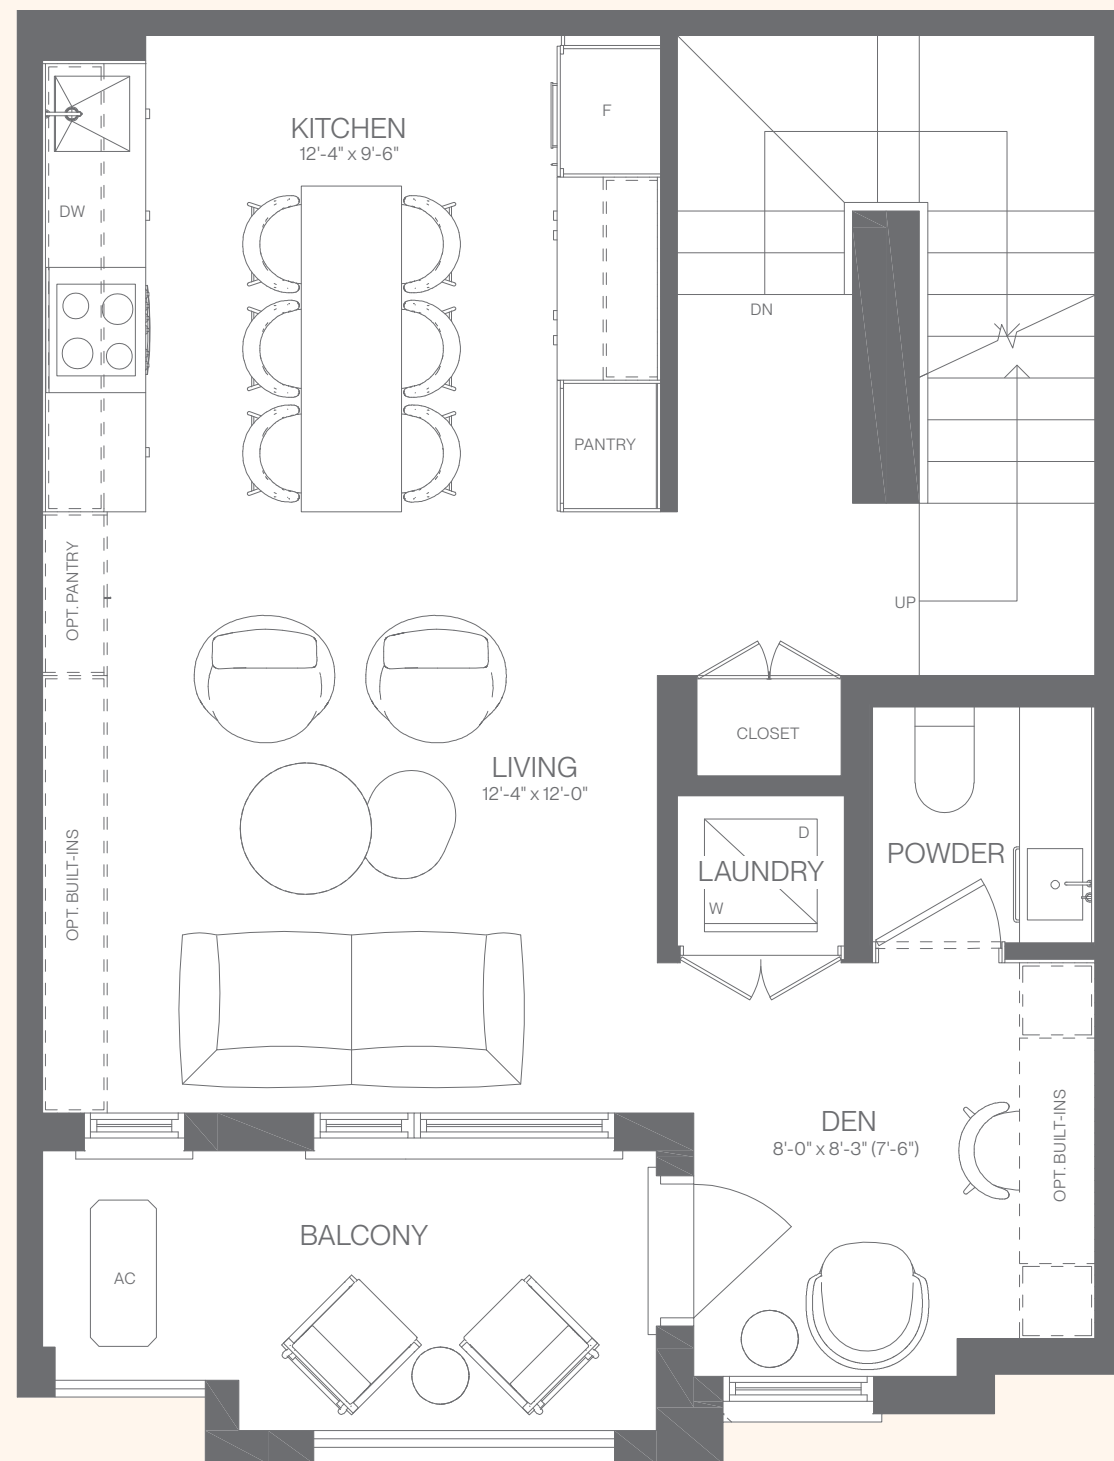 KITCHEN
12'-4" x 9'-6"
F
DW
DN
PANTRY
OPT. PANTRY
UP
CLOSET
LIVING
12'-4" x 12'-0"
D
LAUNDRY
W
POWDER
OPT. BUILT-INS
DEN
8'-0" x 8'-3" (7'-6")
OPT. BUILT-INS
BALCONY
AC